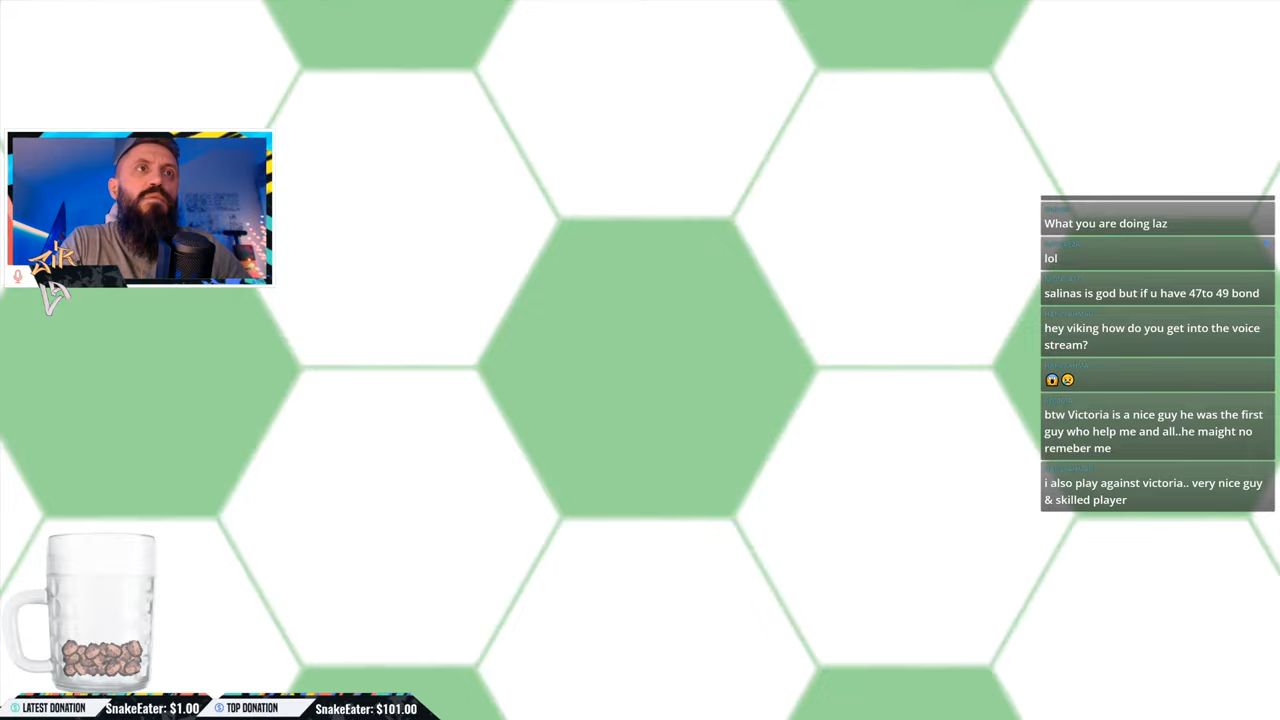 What you are doing laz
lol
salinas is god but if u have 47to 49 bond
hey viking how do you get into the voice
stream?
btw Victoria is a nice guy he was the first
guy who help me and all..he maight no
remeber me
i also play against victoria.. very nice guy
& skilled player
LATEST DONATION SnakeEater: $1.00 TOP DONATION SnakeEater: $101.00